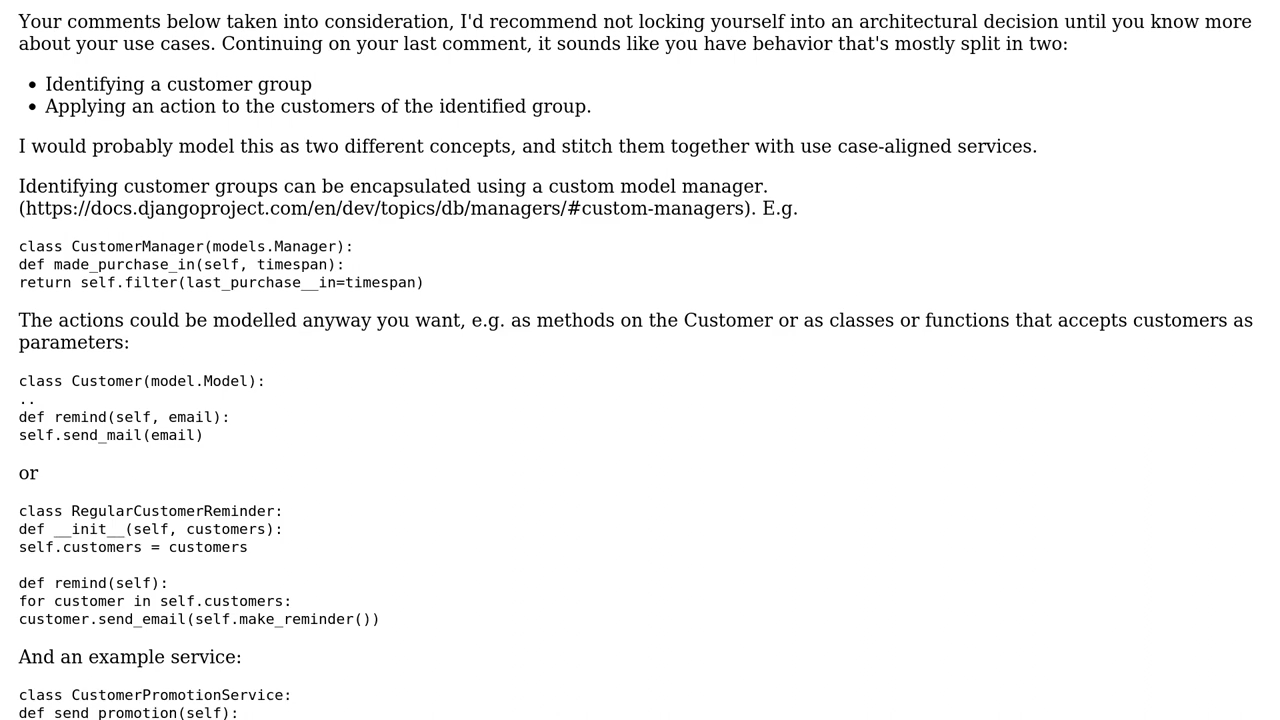 Your comments below taken into consideration, I'd recommend not locking yourself into an architectural decision until you know more
about your use cases. Continuing on your last comment, it sounds like you have behavior that's mostly split in two:
• Identifying a customer group
• Applying an action to the customers of the identified group.
I would probably model this as two different concepts, and stitch them together with use case-aligned services.
Identifying customer groups can be encapsulated using a custom model manager.
(https://docs.djangoproject.com/en/dev/topics/db/managers/#custom-managers). E.g.
class CustomerManager(models.Manager):
def made_purchase_in(self, timespan):
return self.filter(last_purchase__in=timespan)
The actions could be modelled anyway you want, e.g. as methods on the Customer or as classes or functions that accepts customers as
parameters:
class Customer(model.Model):
..
def remind(self, email):
self.send_mail(email)
or
class RegularCustomerReminder:
def __init__(self, customers):
self.customers = customers
def remind(self):
for customer in self.customers:
customer.send_email(self.make_reminder())
And an example service:
class CustomerPromotionService:
def send_promotion(self):